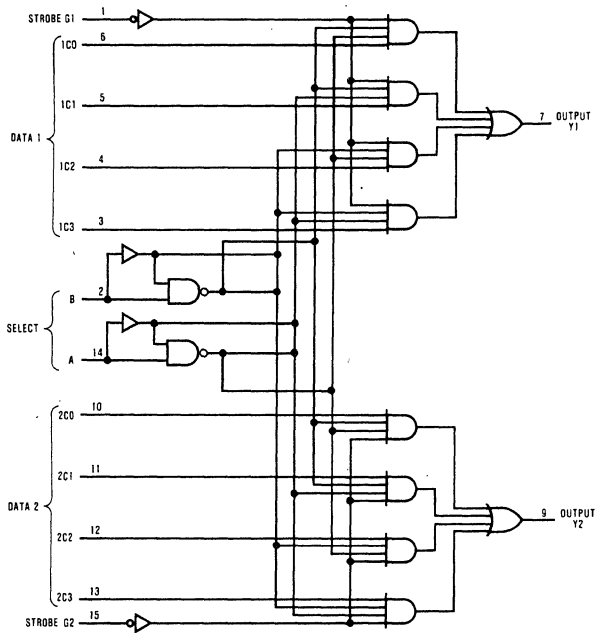 STROBE G1 1
1C0 6
1C1 5
DATA 1
7 OUTPUT Y1
1C2 4
1C3 3
B 2
SELECT
A 14
2C0 10
2C1 11
DATA 2
9 OUTPUT Y2
2C2 12
2C3 13
STROBE G2 15